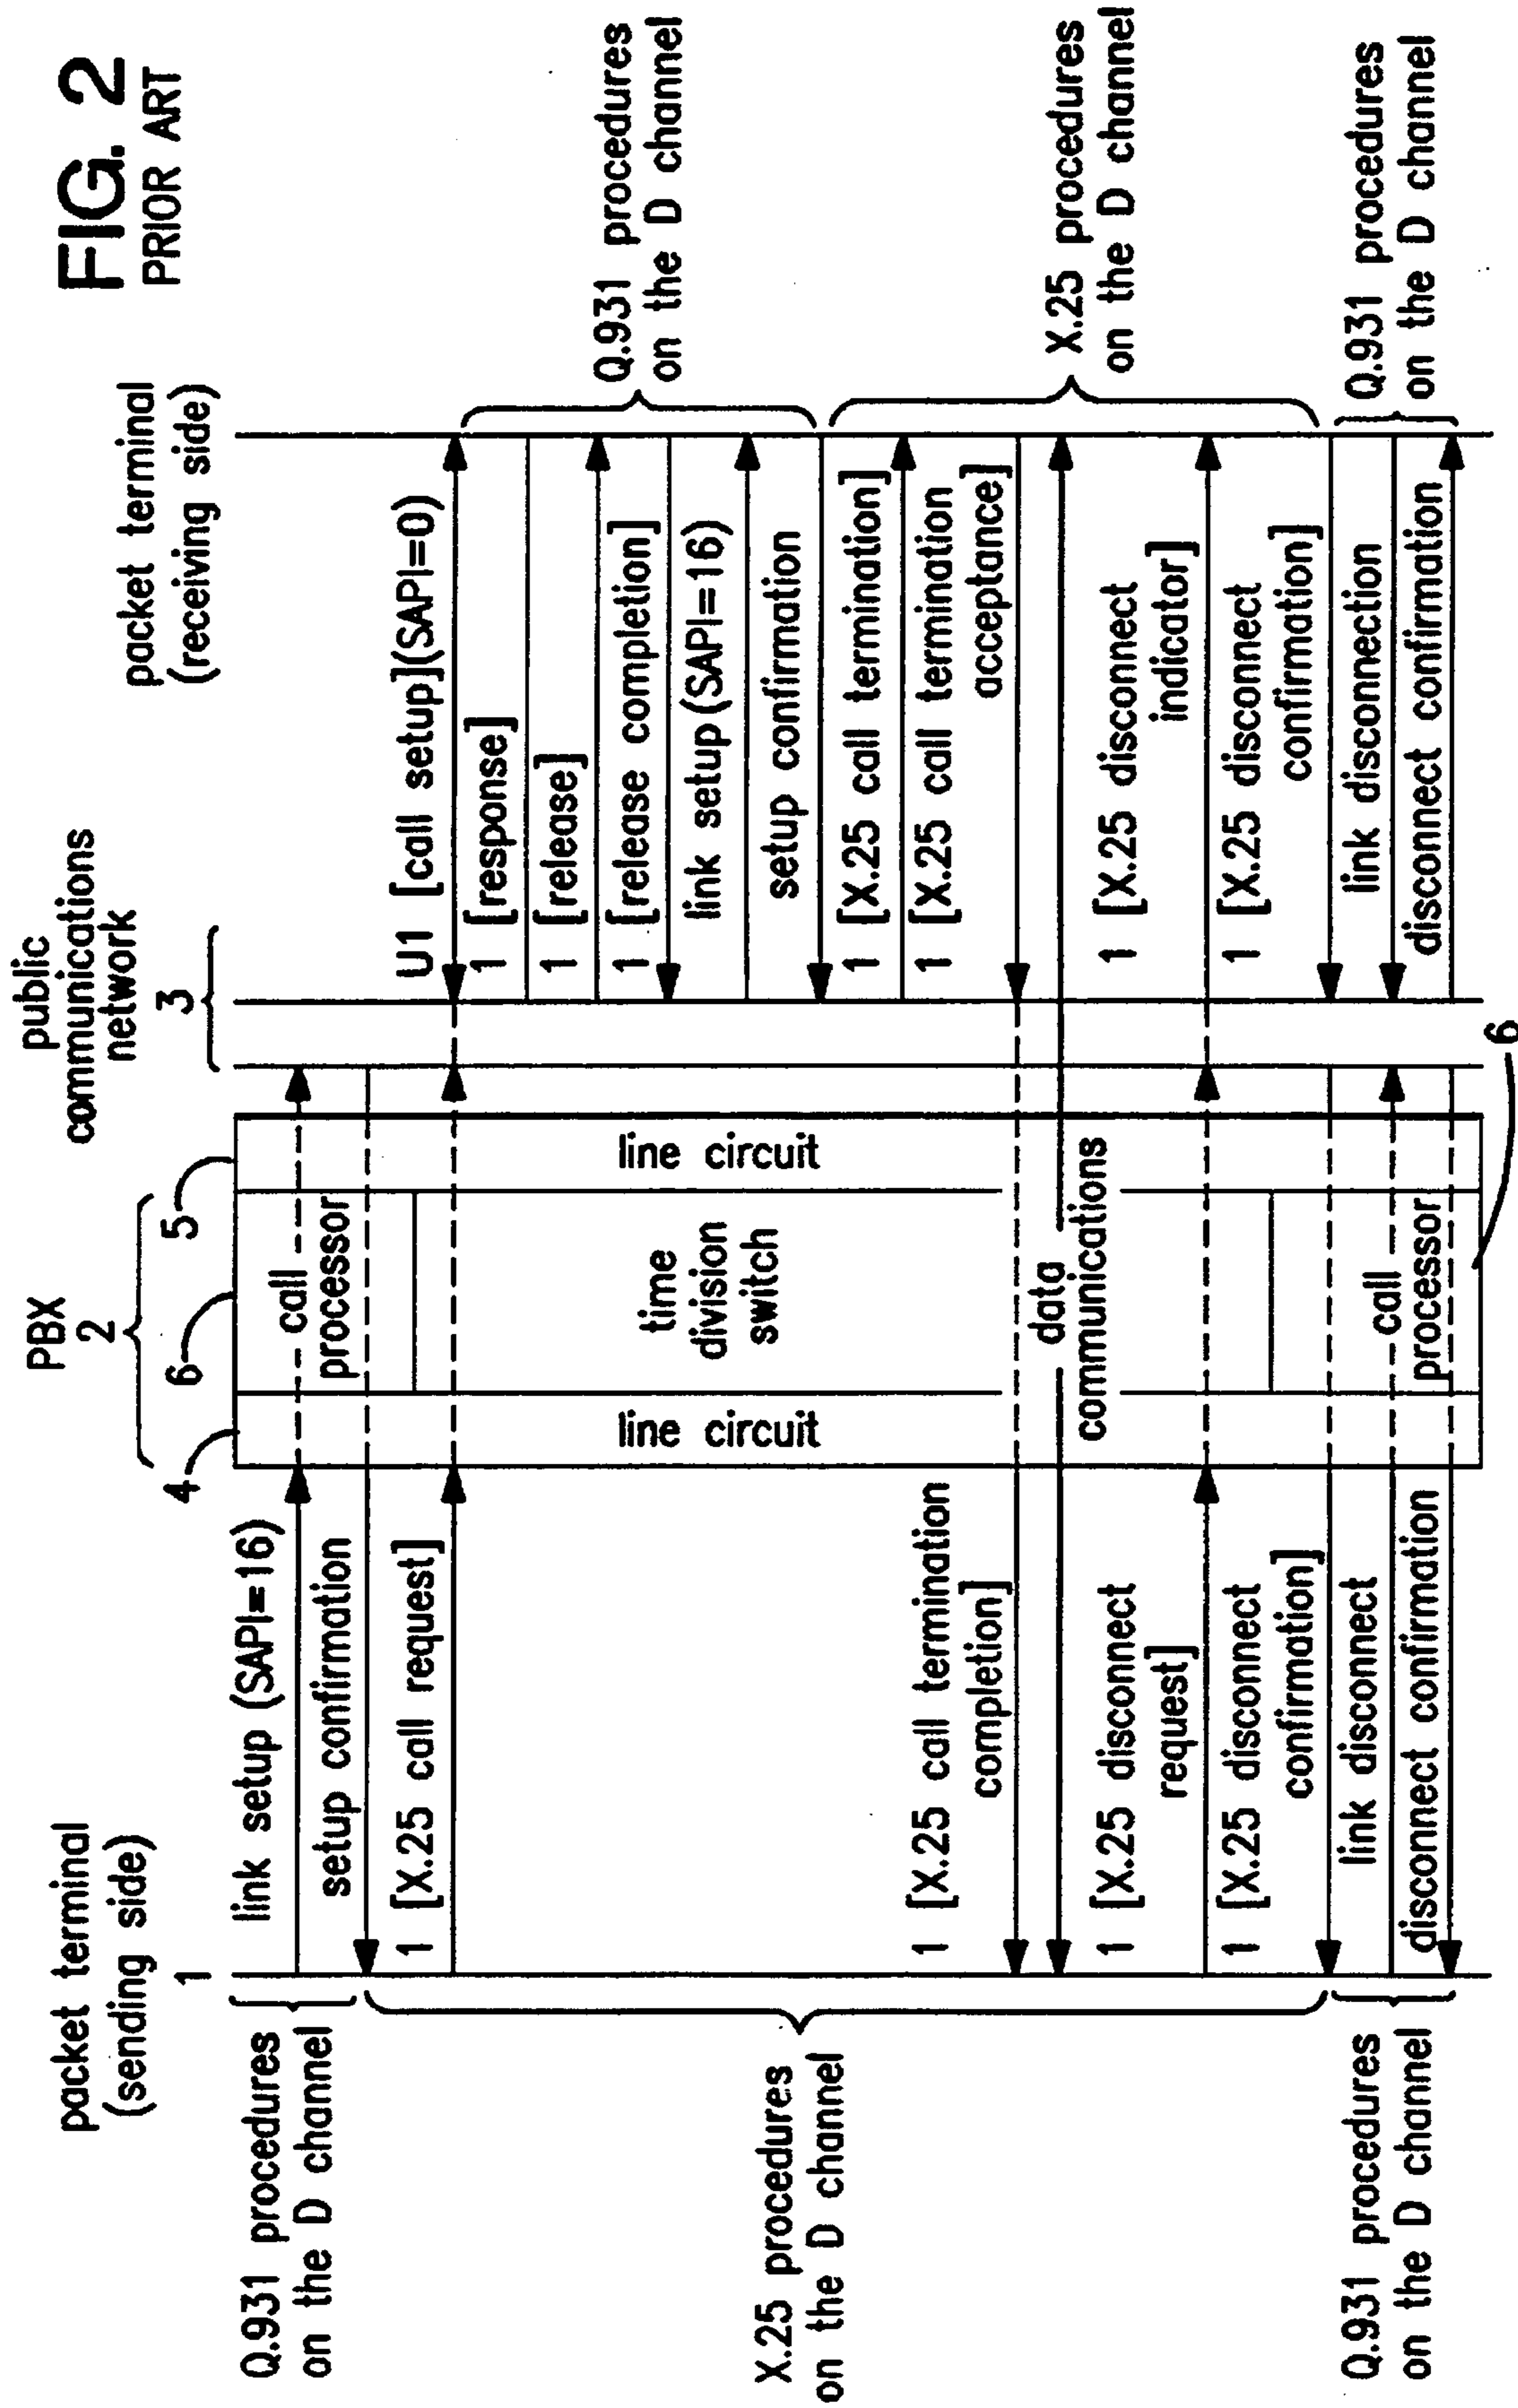 FIG. 2
PRIOR ART
packet terminal
(sending side)
1
PBX
2
4
6
5
public
communications
network
3
packet terminal
(receiving side)
Q.931 procedures
on the D channel
link setup (SAPI=16)
setup confirmation
1 [X.25 call request]
call
processor
line circuit
time
division
switch
line circuit
U1 [call setup](SAPI=0)
1 [response]
1 [release]
1 [release completion]
link setup(SAPI=16)
setup confirmation
Q.931 procedures
on the D channel
X.25 procedures
on the D channel
1 [X.25 call termination]
1 [X.25 call termination
acceptance]
1 [X.25 call termination
completion]
data
communications
1 [X.25 disconnect
request]
1 [X.25 disconnect
indicator]
X.25 procedures
on the D channel
1 [X.25 disconnect
confirmation]
1 [X.25 disconnect
confirmation]
Q.931 procedures
on the D channel
link disconnect
disconnect confirmation
call
processor
6
link disconnection
disconnect confirmation
Q.931 procedures
on the D channel